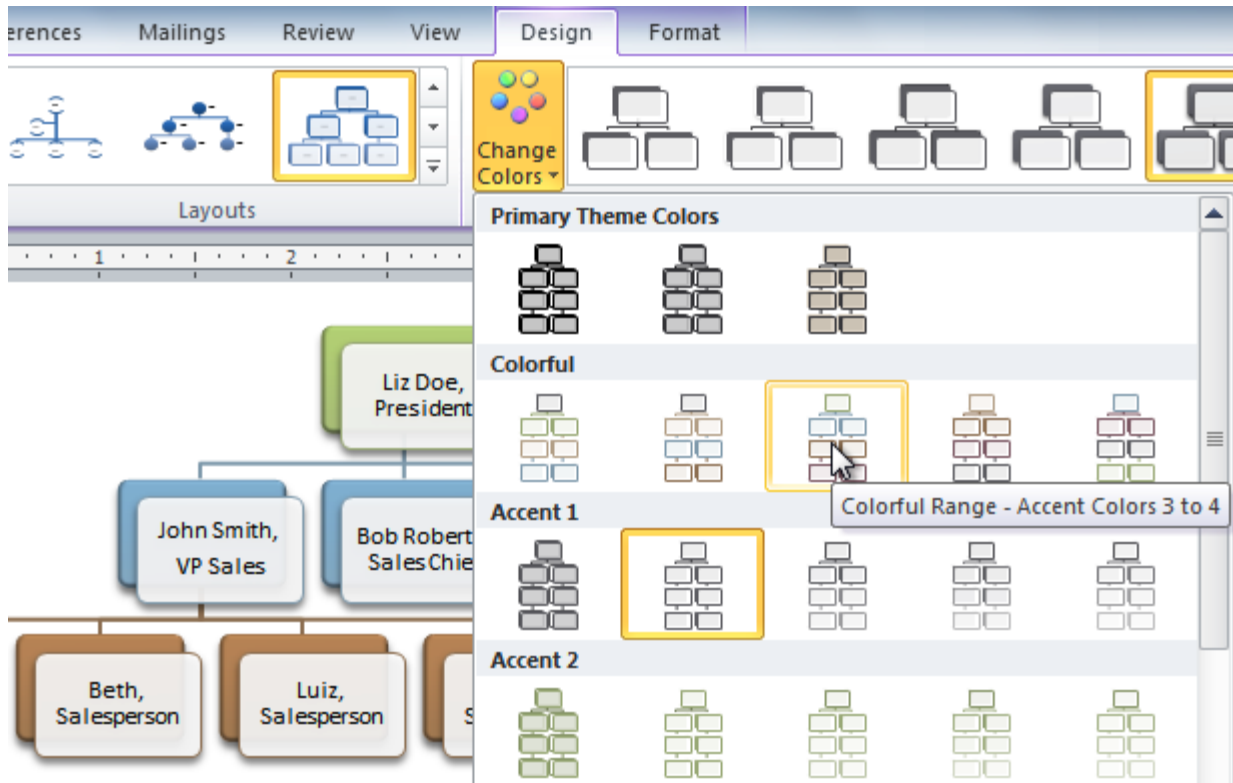 Mailings
Review
View
Design
Format
Change
Colors
Layouts
Primary Theme Colors
1
2
Colorful
Liz Doe,
President
Colorful Range - Accent Colors 3 to 4
Accent 1
John Smith,
VP Sales
Bob Robert
Sales Chie
Accent 2
Beth,
Salesperson
Luiz,
Salesperson